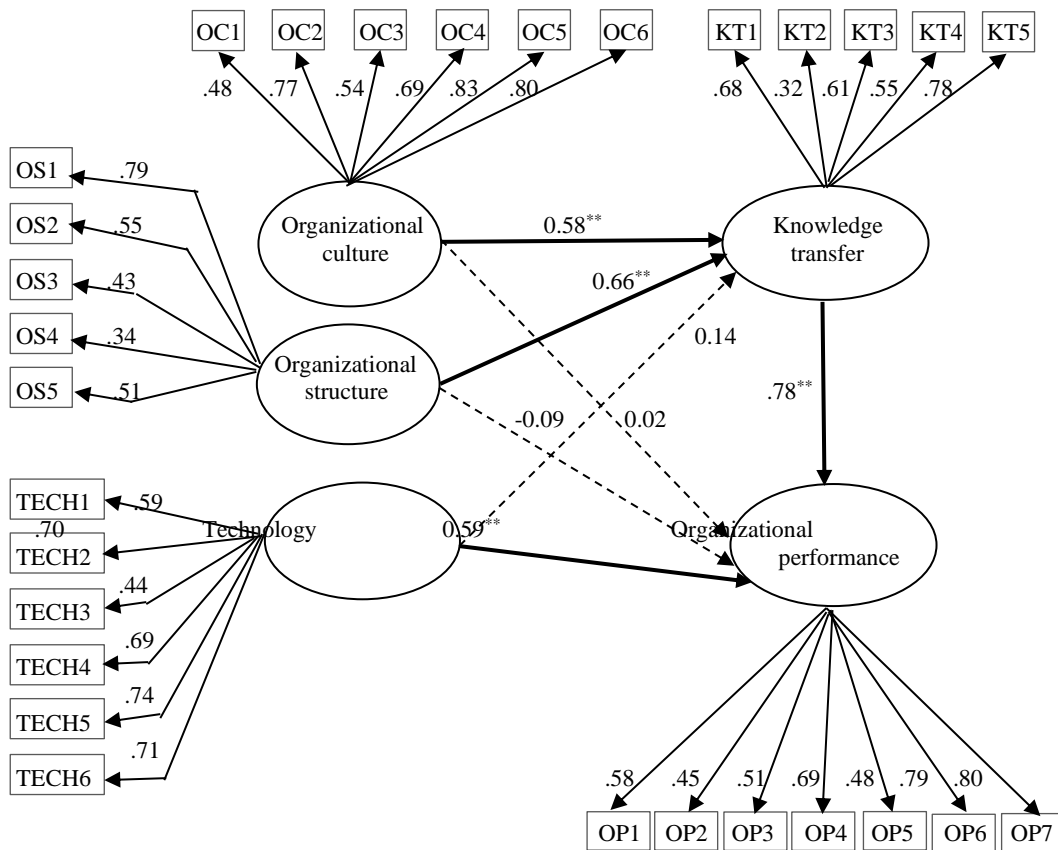 OC1 OC2 OC3 OC4 OC5 OC6 KT1 KT2 KT3 KT4 KT5
.48 .77 .54 .69 .83 .80 .68 .32 .61 .55 .78
OS1 .79
OS2 .55
OS3 .43
OS4 .34
OS5 .51
Organizational
culture
0.58**
Knowledge
transfer
0.66**
0.14
Organizational
structure
.78**
-0.09 0.02
TECH1 .59
.70 Technology 0.59** Organizational
performance
TECH2
.44
TECH3
.69
TECH4
.74
TECH5
.71
TECH6
.58 .45 .51 .69 .48 .79 .80
OP1 OP2 OP3 OP4 OP5 OP6 OP7